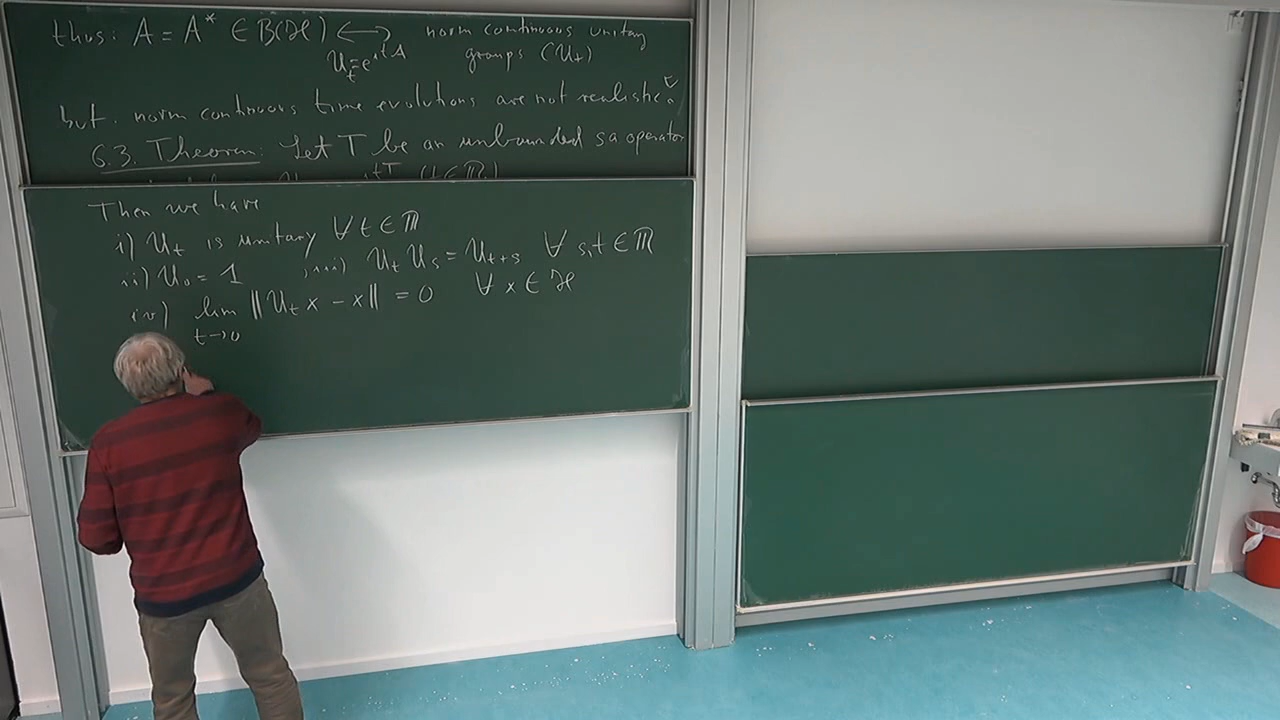 thus: A = A* ∈ B(ℋ) ⟷ norm continuous unitary
U_t = e^{itA} groups (U_t)
but: norm continuous time evolutions are not realistic!
6.3. Theorem: Let T be an unbounded sa operator
(t ∈ ℝ)
Then we have
i) U_t is unitary ∀ t ∈ ℝ
ii) U_0 = 1 iii) U_t U_s = U_{t+s} ∀ s,t ∈ ℝ
iv) lim ‖U_t x − x‖ = 0 ∀ x ∈ ℋ
t→0